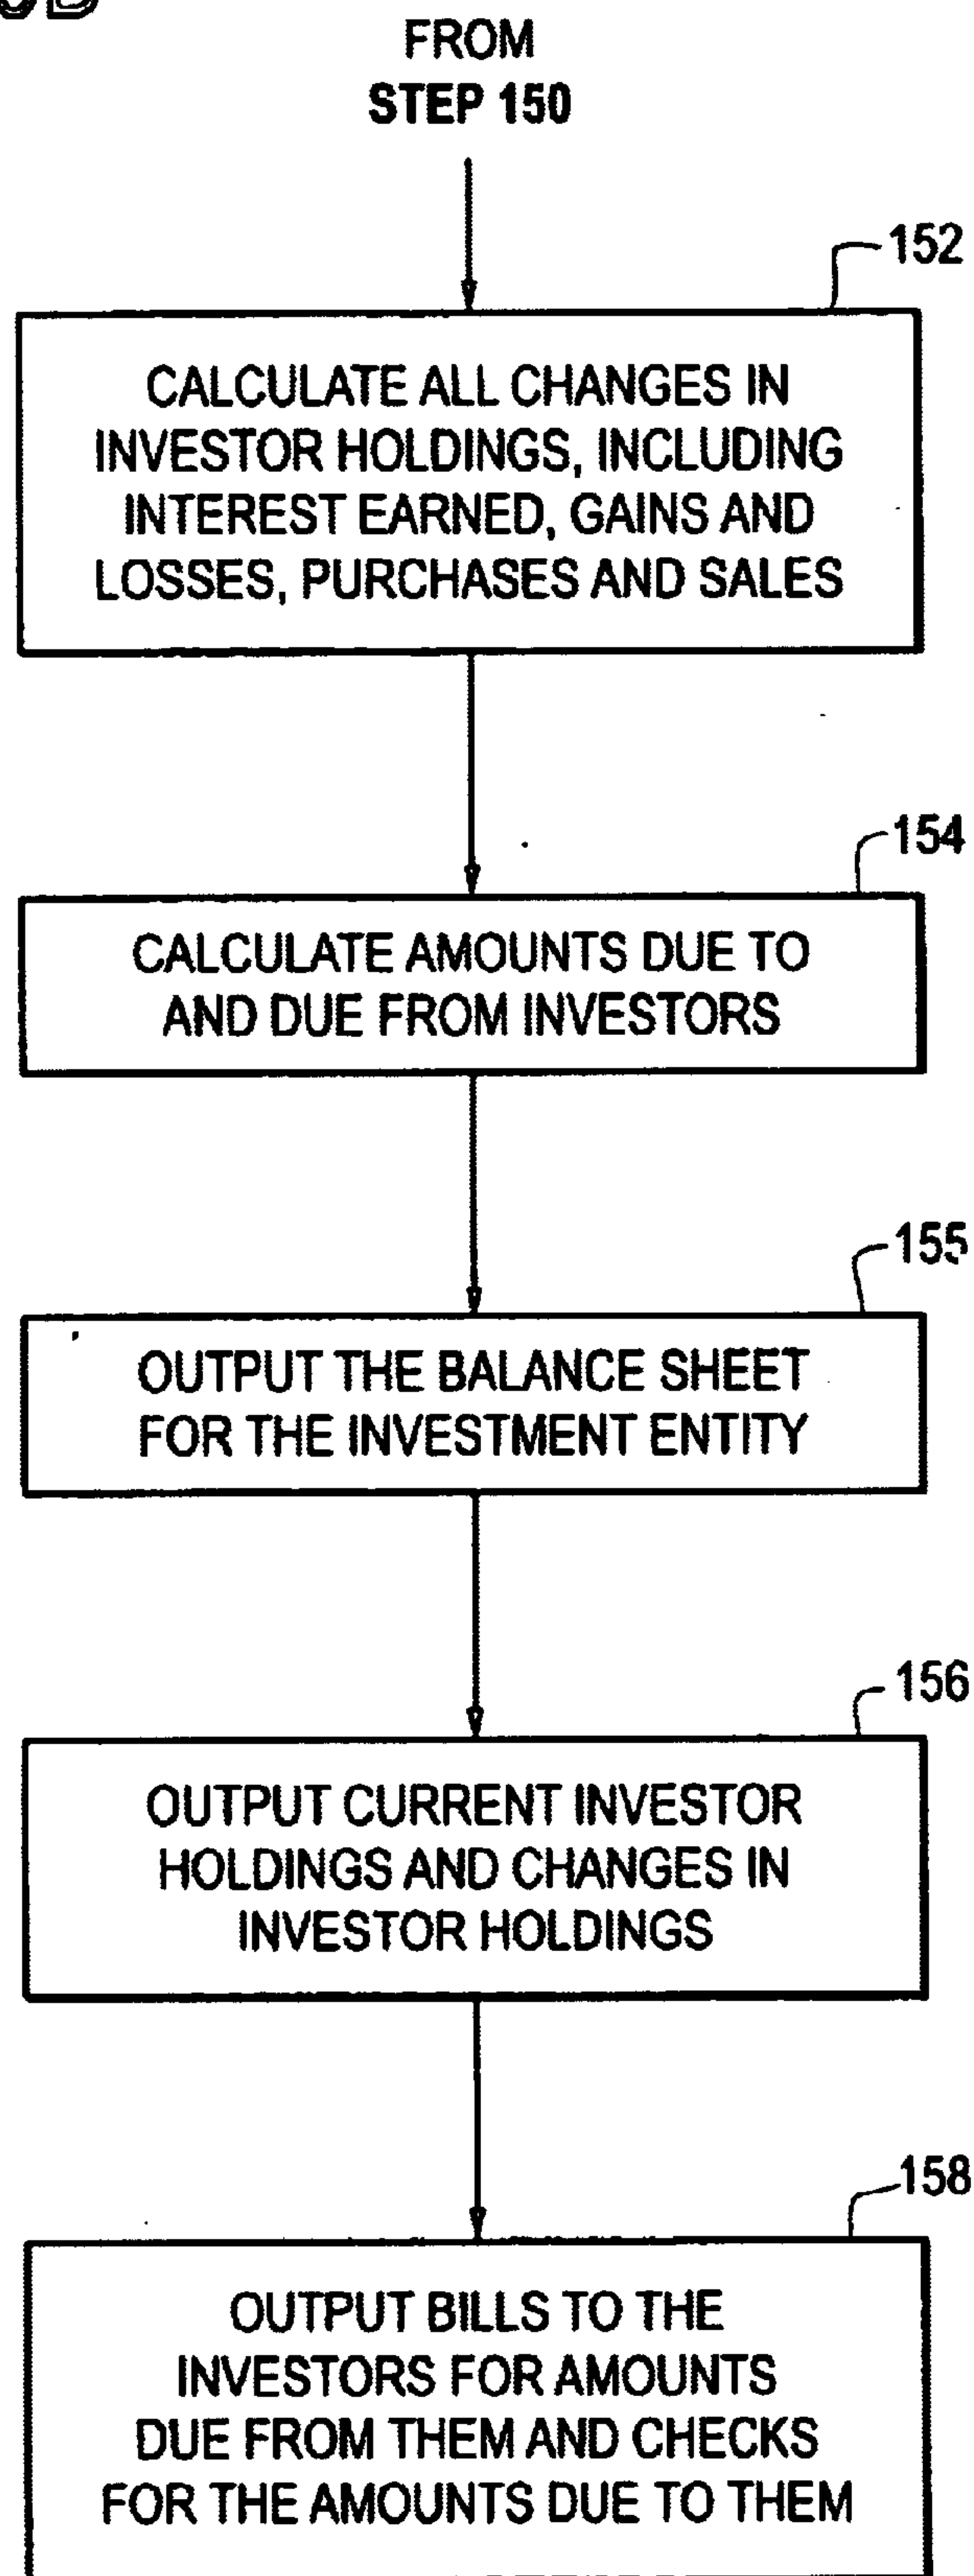 FROM
STEP 150
152
CALCULATE ALL CHANGES IN
INVESTOR HOLDINGS, INCLUDING
INTEREST EARNED, GAINS AND
LOSSES, PURCHASES AND SALES
154
CALCULATE AMOUNTS DUE TO
AND DUE FROM INVESTORS
155
OUTPUT THE BALANCE SHEET
FOR THE INVESTMENT ENTITY
156
OUTPUT CURRENT INVESTOR
HOLDINGS AND CHANGES IN
INVESTOR HOLDINGS
158
OUTPUT BILLS TO THE
INVESTORS FOR AMOUNTS
DUE FROM THEM AND CHECKS
FOR THE AMOUNTS DUE TO THEM